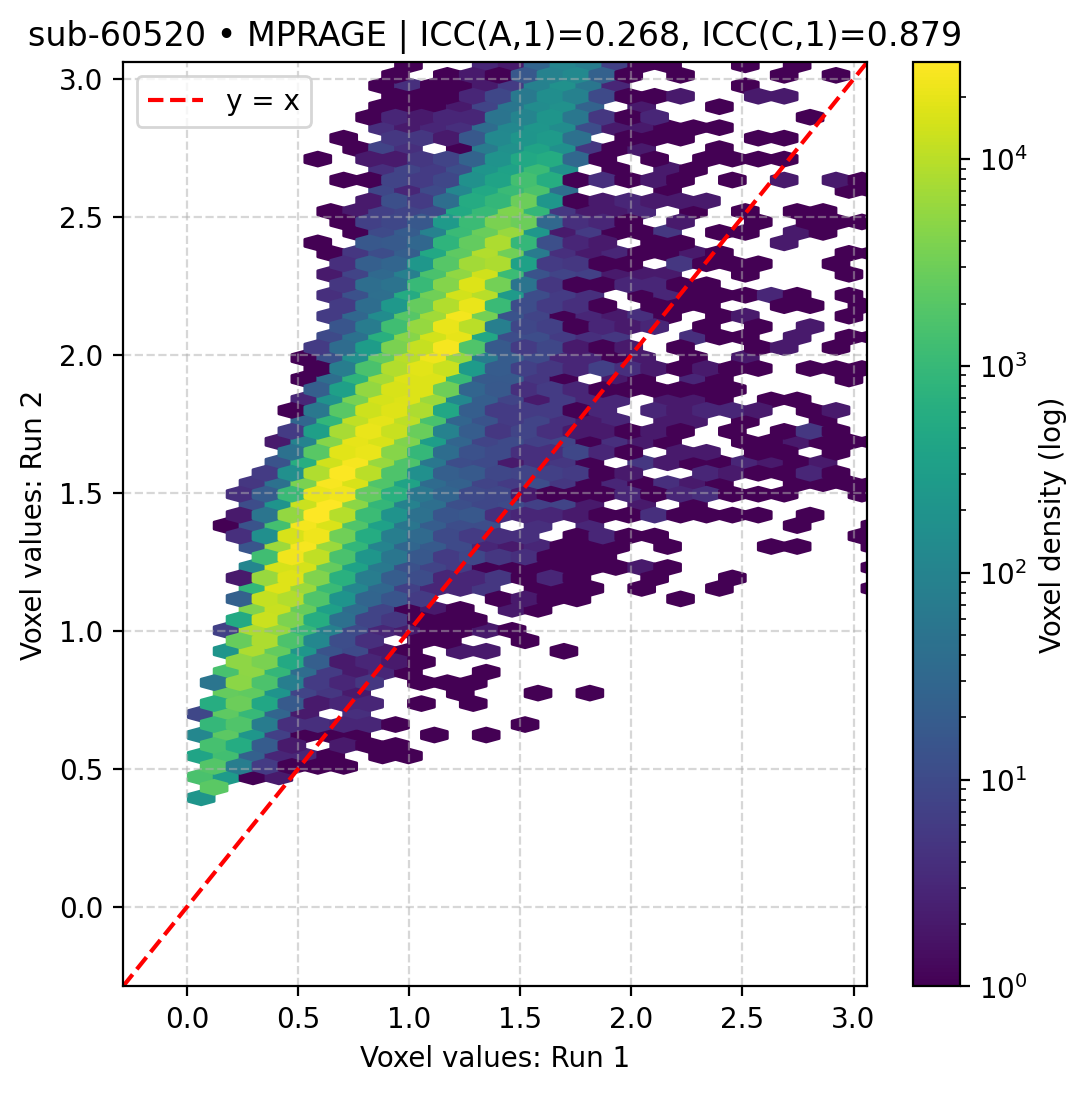 sub-60520 • MPRAGE | ICC(A,1)=0.268, ICC(C,1)=0.879
y = x
3.0
2.5
2.0
1.5
1.0
0.5
0.0
Voxel values: Run 2
0.0 0.5 1.0 1.5 2.0 2.5 3.0
Voxel values: Run 1
10⁴
10³
10²
10¹
10⁰
Voxel density (log)